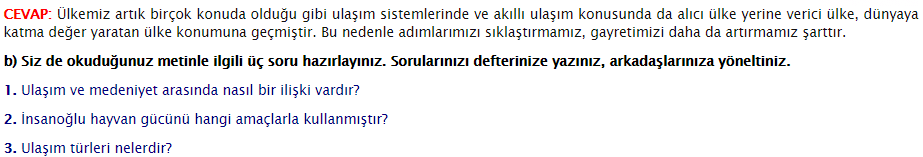 CEVAP: Ülkemiz artık birçok konuda olduğu gibi ulaşım sistemlerinde ve akıllı ulaşım konusunda da alıcı ülke yerine verici ülke, dünyaya
katma değer yaratan ülke konumuna geçmiştir. Bu nedenle adımlarımızı sıklaştırmamız, gayretimizi daha da artırmamız şarttır.
b) Siz de okuduğunuz metinle ilgili üç soru hazırlayınız. Sorularınızı defterinize yazınız, arkadaşlarınıza yöneltiniz.
1. Ulaşım ve medeniyet arasında nasıl bir ilişki vardır?
2. İnsanoğlu hayvan gücünü hangi amaçlarla kullanmıştır?
3. Ulaşım türleri nelerdir?